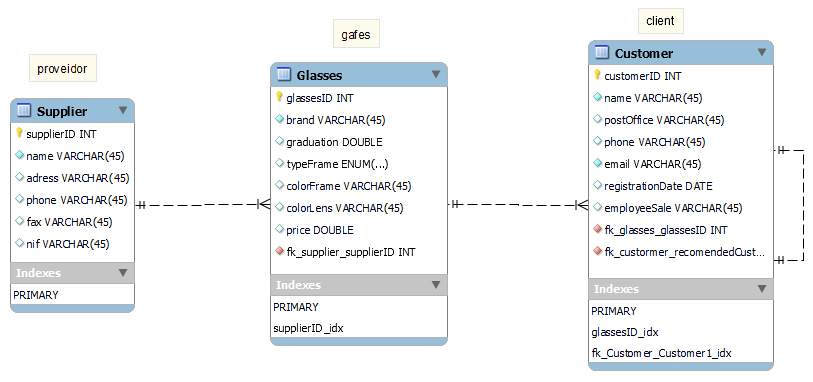 proveidor
Supplier
supplierID INT
name VARCHAR(45)
adress VARCHAR(45)
phone VARCHAR(45)
fax VARCHAR(45)
nif VARCHAR(45)
Indexes
PRIMARY
gafes
Glasses
glassesID INT
brand VARCHAR(45)
graduation DOUBLE
typeFrame ENUM(...)
colorFrame VARCHAR(45)
colorLens VARCHAR(45)
price DOUBLE
fk_supplier_supplierID INT
Indexes
PRIMARY
supplierID_idx
client
Customer
customerID INT
name VARCHAR(45)
postOffice VARCHAR(45)
phone VARCHAR(45)
email VARCHAR(45)
registrationDate DATE
employeeSale VARCHAR(45)
fk_glasses_glassesID INT
fk_custormer_recomendedCust...
Indexes
PRIMARY
glassesID_idx
fk_Customer_Customer1_idx